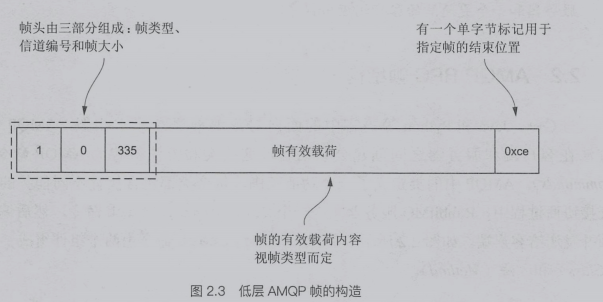 帧头由三部分组成：帧类型、
信道编号和帧大小
有一个单字节标记用于
指定帧的结束位置
1 0 335 帧有效载荷 0xce
帧的有效载荷内容
视帧类型而定
图 2.3 低层 AMQP 帧的构造